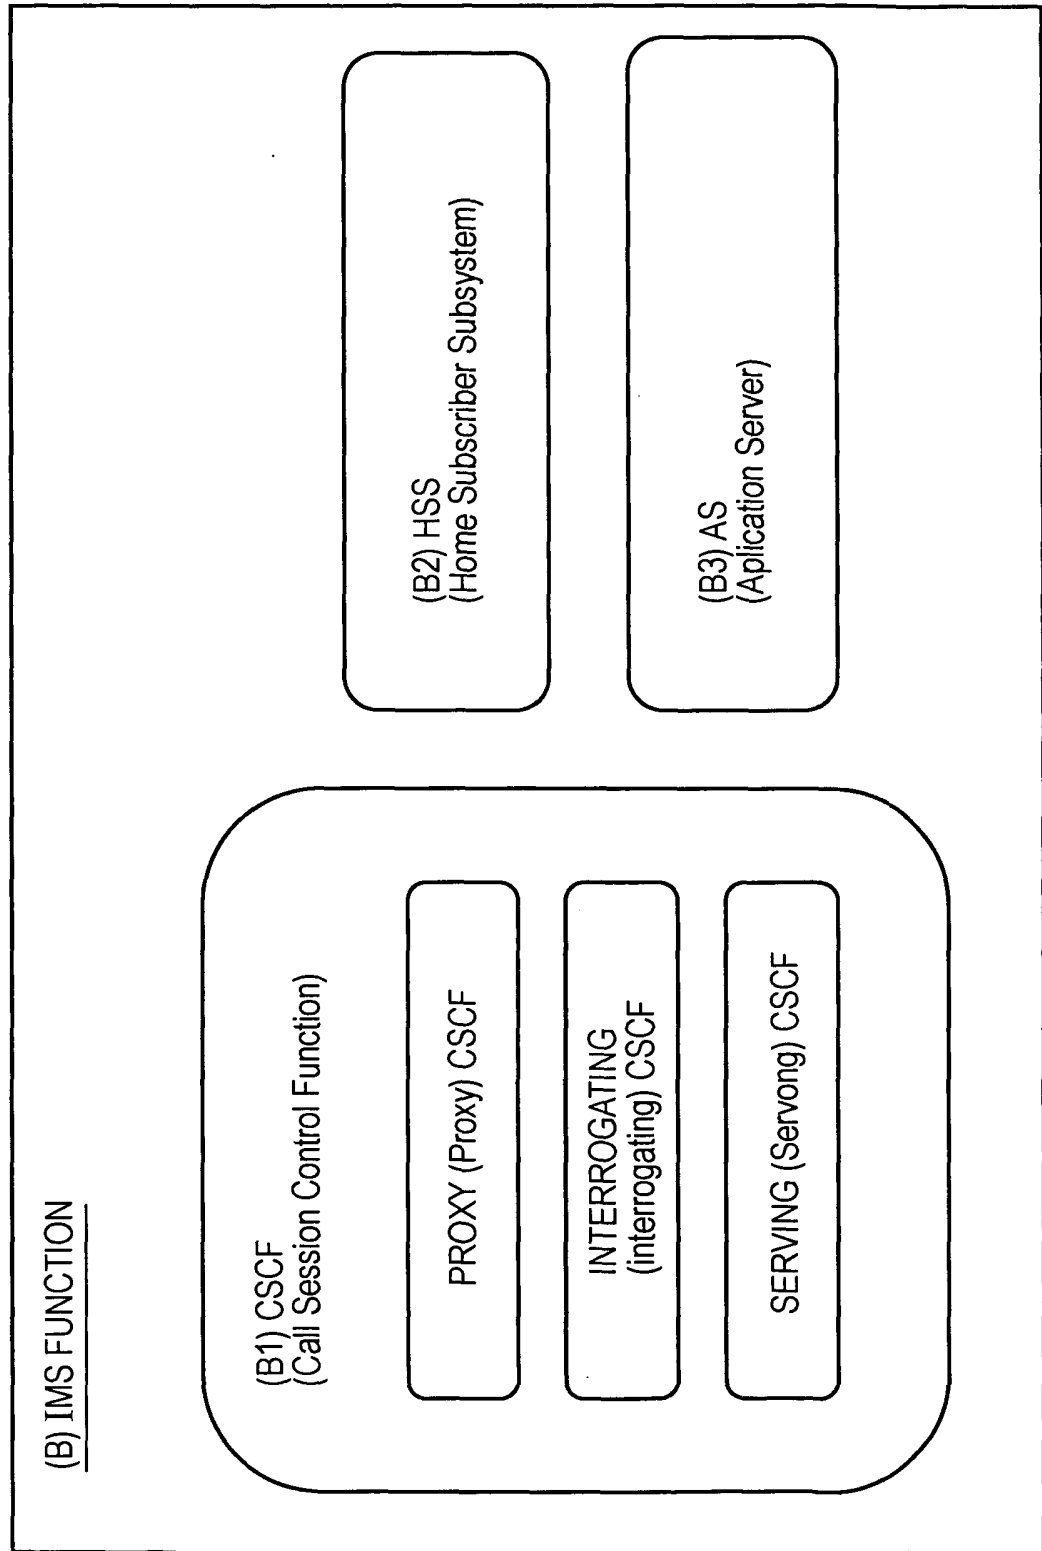 (B) IMS FUNCTION
(B1) CSCF
(Call Session Control Function)
PROXY (Proxy) CSCF
INTERROGATING
(interrogating) CSCF
SERVING (Servong) CSCF
(B2) HSS
(Home Subscriber Subsystem)
(B3) AS
(Aplication Server)